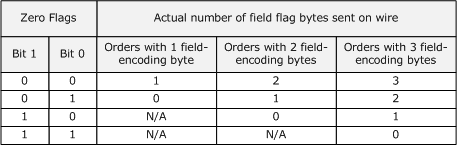 Zero Flags Actual number of field flag bytes sent on wire
Bit 1 Bit 0 Orders with 1 field-encoding byte Orders with 2 field-encoding bytes Orders with 3 field-encoding bytes
0 0 1 2 3
0 1 0 1 2
1 0 N/A 0 1
1 1 N/A N/A 0